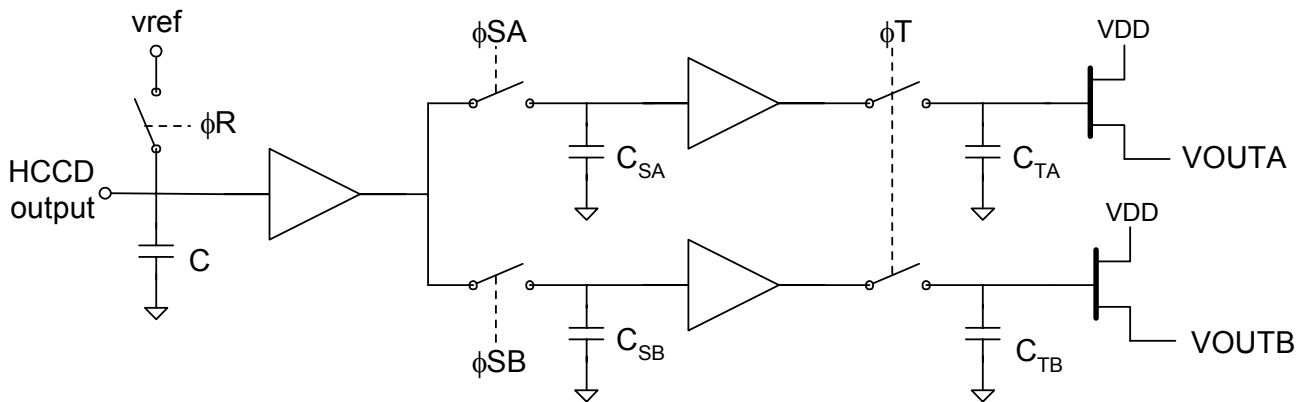 vref
ϕR
HCCD
output
C
ϕSA
C_SA
ϕT
C_TA
VDD
VOUTA
ϕSB
C_SB
C_TB
VDD
VOUTB